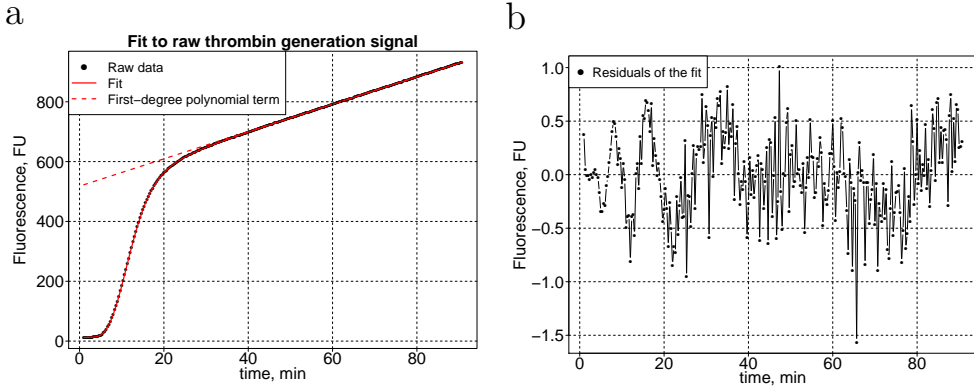 a
Fit to raw thrombin generation signal
Raw data
Fit
First−degree polynomial term
Fluorescence, FU
0
200
400
600
800
0 20 40 60 80
time, min
b
Residuals of the fit
Fluorescence, FU
1.0
0.5
0.0
−0.5
−1.0
−1.5
0 20 40 60 80
time, min